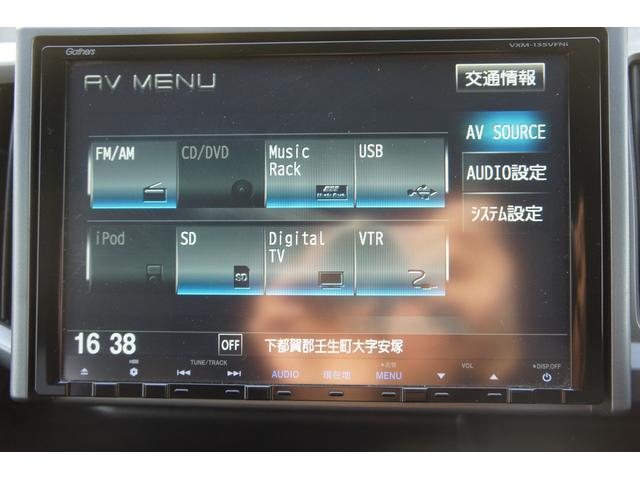 Gathers
VXM-135VFNi
AV MENU
交通情報
AV SOURCE
AUDIO設定
システム設定
FM/AM
CD/DVD
Music Rack
USB
iPod
SD
SD
Digital TV
VTR
16 38
OFF
下都賀郡壬生町大字安塚
TUNE/TRACK
AUDIO
現在地
MENU
VOL
DISP.OFF